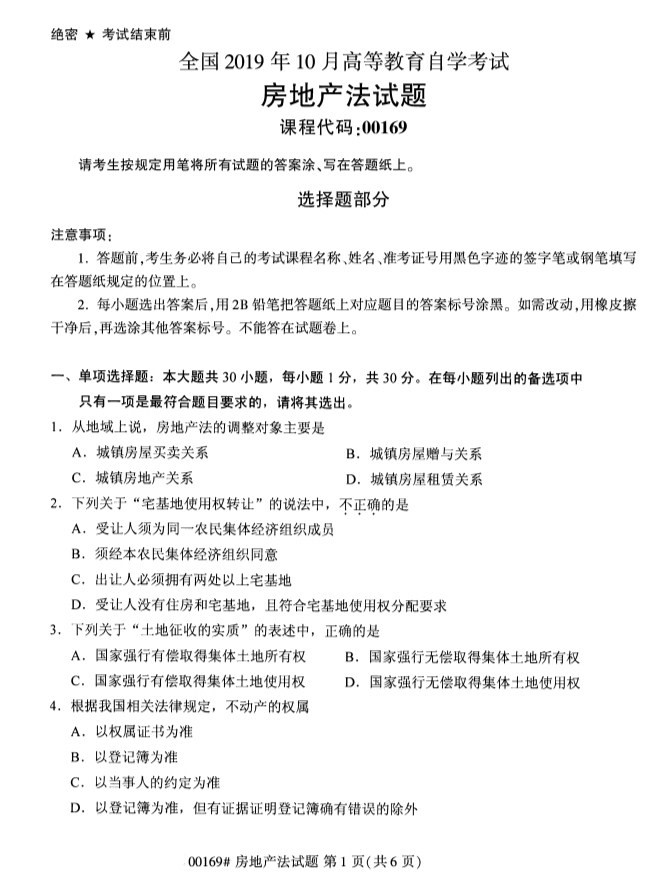 绝密 ★ 考试结束前
全国 2019 年 10 月高等教育自学考试
房地产法试题
课程代码:00169
请考生按规定用笔将所有试题的答案涂、写在答题纸上。
选择题部分
注意事项:
1. 答题前,考生务必将自己的考试课程名称、姓名、准考证号用黑色字迹的签字笔或钢笔填写
在答题纸规定的位置上。
2. 每小题选出答案后,用 2B 铅笔把答题纸上对应题目的答案标号涂黑。如需改动,用橡皮擦
干净后,再选涂其他答案标号。不能答在试题卷上。
一、单项选择题：本大题共 30 小题，每小题 1 分，共 30 分。在每小题列出的备选项中
只有一项是最符合题目要求的，请将其选出。
1．从地域上说，房地产法的调整对象主要是
A．城镇房屋买卖关系 B．城镇房屋赠与关系
C．城镇房地产关系 D．城镇房屋租赁关系
2．下列关于“宅基地使用权转让”的说法中，不正确的是
A．受让人须为同一农民集体经济组织成员
B．须经本农民集体经济组织同意
C．出让人必须拥有两处以上宅基地
D．受让人没有住房和宅基地，且符合宅基地使用权分配要求
3．下列关于“土地征收的实质”的表述中，正确的是
A．国家强行有偿取得集体土地所有权 B．国家强行无偿取得集体土地所有权
C．国家强行有偿取得集体土地使用权 D．国家强行无偿取得集体土地使用权
4．根据我国相关法律规定，不动产的权属
A．以权属证书为准
B．以登记簿为准
C．以当事人的约定为准
D．以登记簿为准，但有证据证明登记簿确有错误的除外
00169# 房地产法试题 第 1 页(共 6 页)